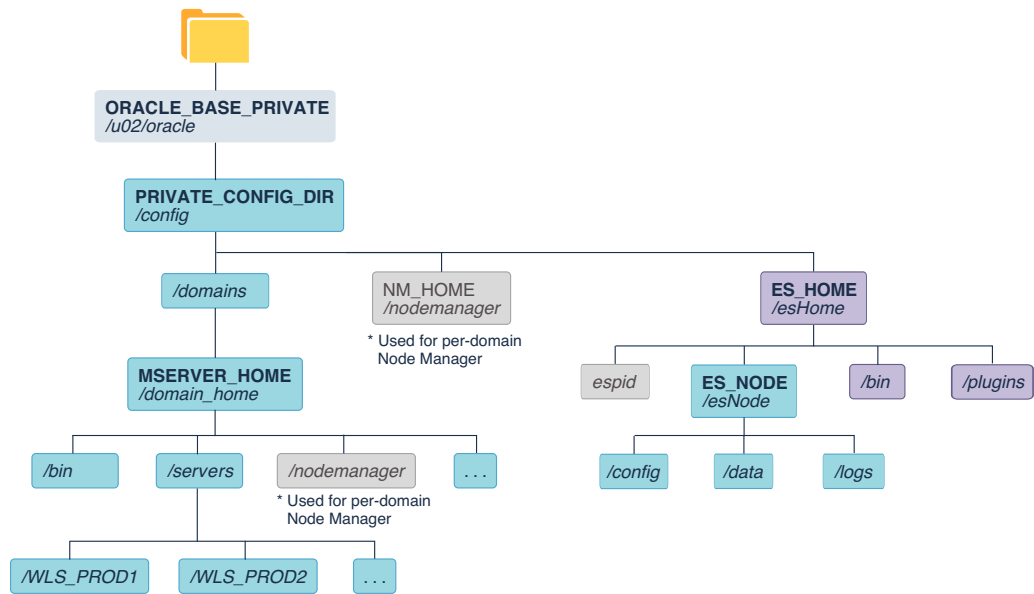 ORACLE_BASE_PRIVATE
/u02/oracle
PRIVATE_CONFIG_DIR
/config
/domains
NM_HOME
/nodemanager
ES_HOME
/esHome
* Used for per-domain
Node Manager
MSERVER_HOME
/domain_home
espid
ES_NODE
/esNode
/bin
/plugins
/bin
/servers
/nodemanager
...
/config
/data
/logs
* Used for per-domain
Node Manager
/WLS_PROD1
/WLS_PROD2
...